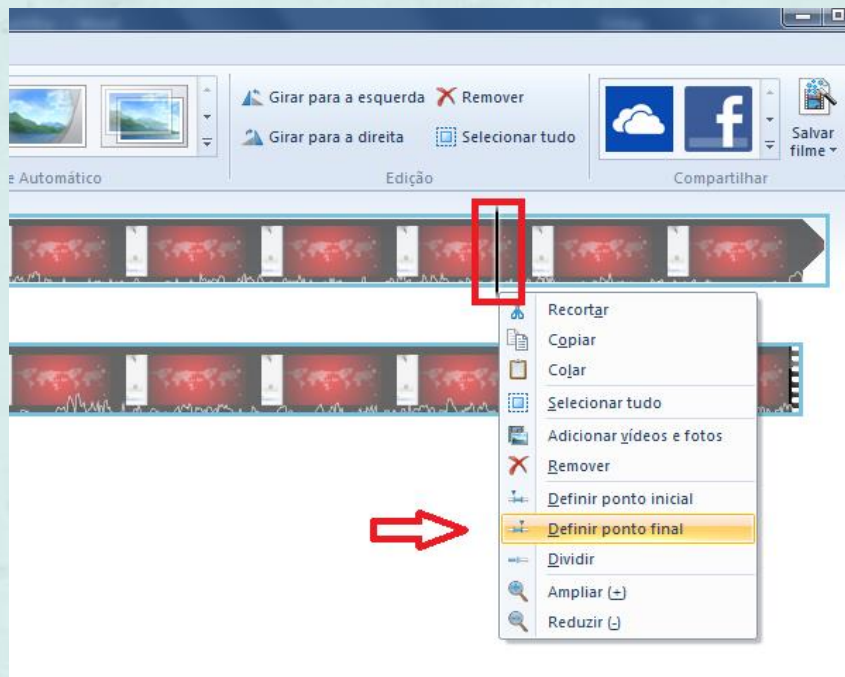 Girar para a esquerda
Remover
Girar para a direita
Selecionar tudo
Salvar
filme
e Automático
Edição
Compartilhar
Recortar
Copiar
Colar
Selecionar tudo
Adicionar vídeos e fotos
Remover
Definir ponto inicial
Definir ponto final
Dividir
Ampliar (+)
Reduzir (-)